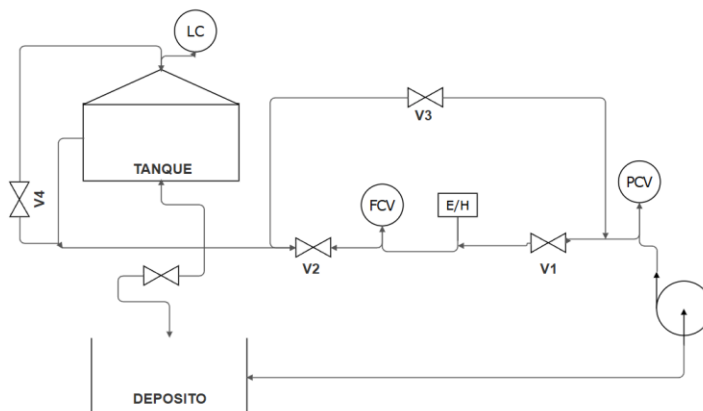 LC
V3
TANQUE
PCV
V4
FCV
E/H
V2
V1
DEPOSITO